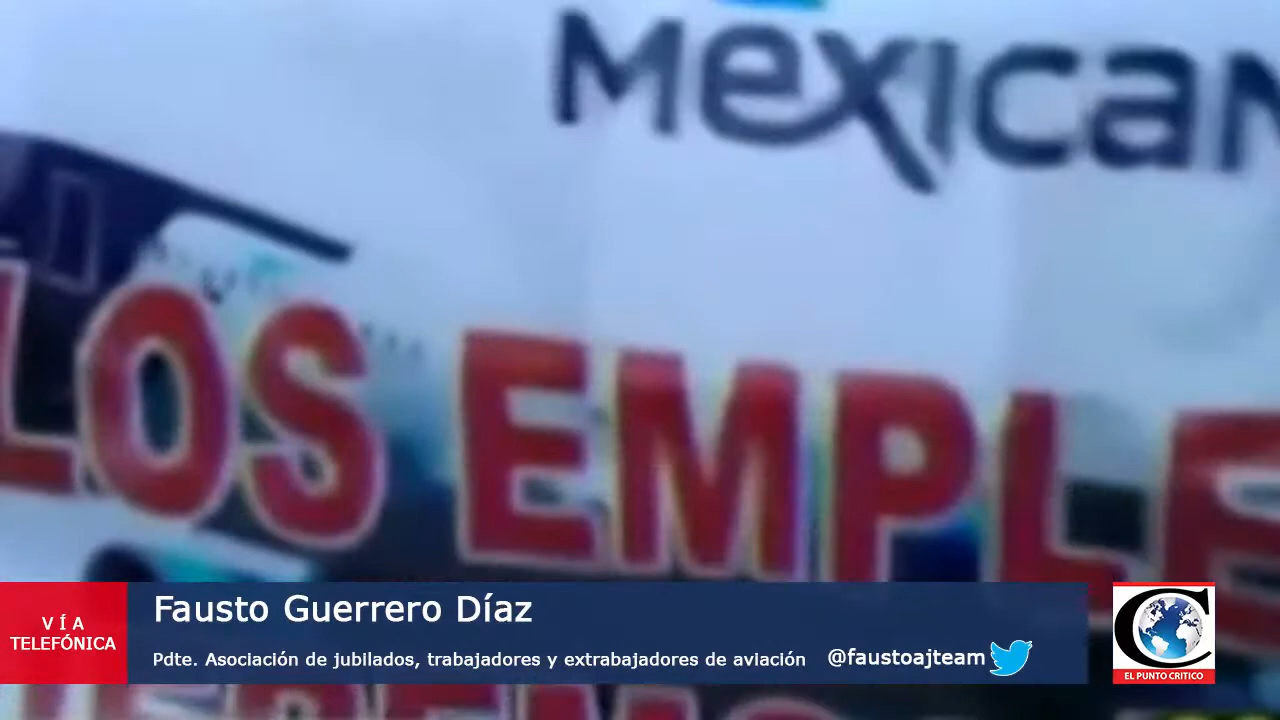 MexicaN
LOS EMPLE
VÍA
TELEFÓNICA
Fausto Guerrero Díaz
Pdte. Asociación de jubilados, trabajadores y extrabajadores de aviación
@faustoajteam
EL PUNTO CRITICO